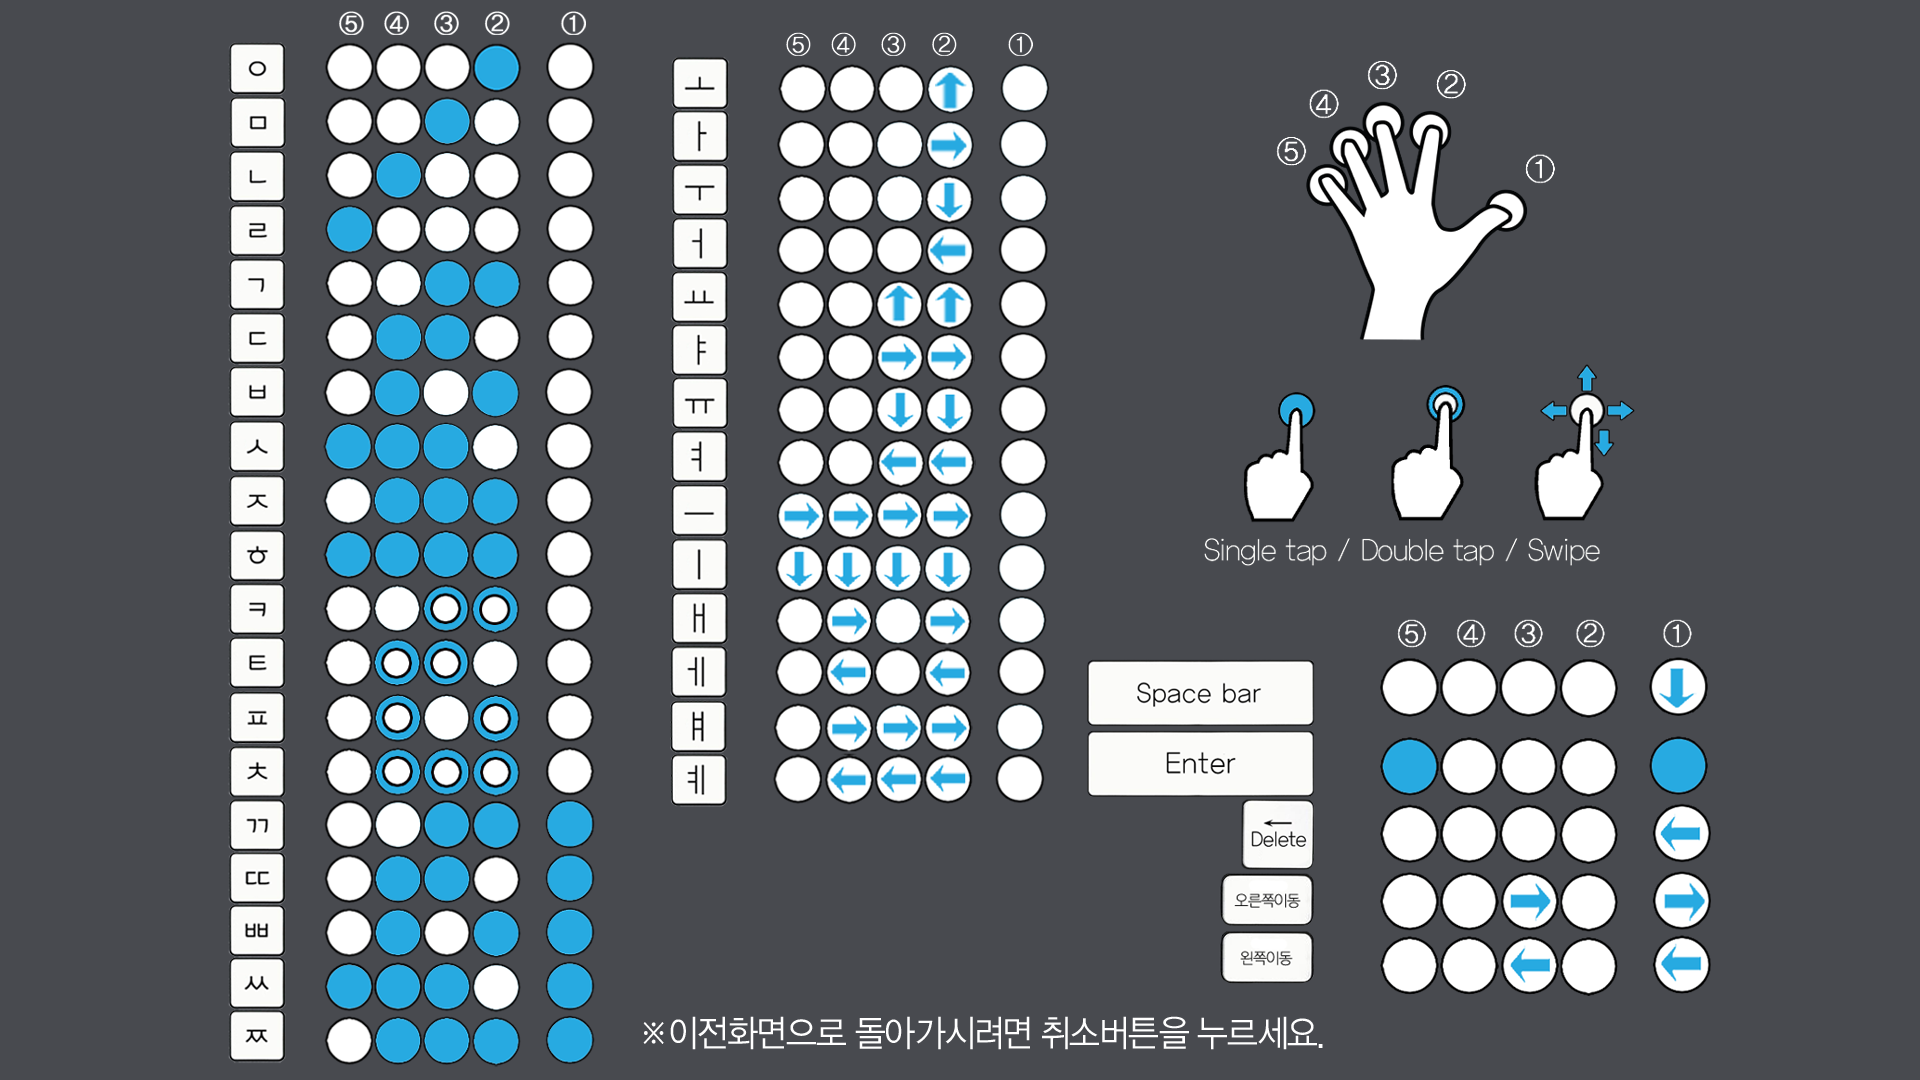 ⑤ ④ ③ ② ①
ㅇ
ㅁ
ㄴ
ㄹ
ㄱ
ㄷ
ㅂ
ㅅ
ㅈ
ㅎ
ㅋ
ㅌ
ㅍ
ㅊ
ㄲ
ㄸ
ㅃ
ㅆ
ㅉ
⑤ ④ ③ ② ①
ㅗ
ㅏ
ㅜ
ㅓ
ㅛ
ㅑ
ㅠ
ㅕ
ㅡ
ㅣ
ㅐ
ㅔ
ㅒ
ㅖ
⑤ ④ ③ ② ①
Single tap / Double tap / Swipe
⑤ ④ ③ ② ①
Space bar
Enter
Delete
오른쪽이동
왼쪽이동
※이전화면으로 돌아가시려면 취소버튼을 누르세요.